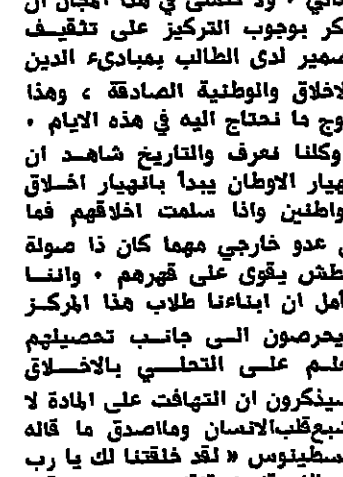 كر بوجوب التركيز على تثقيف
ضمير لدى الطالب بمبادىء الدين
لاخلاق والوطنية الصادقة ، وهذا
وج ما نحتاج اليه في هذه الايام .
وكلنا نعرف والتاريخ شاهد ان
هيار الاوطان يبدأ بانهيار اخلاق
واطنين واذا سلمت اخلاقهم فما
عدو خارجي مهما كان ذا صولة
طش يقوى على قهرهم . واننا
أمل ان ابناءنا طلاب هذا المركز
يحرصون الى جانب تحصيلهم
علم على التحلي بالاخلاق
سيذكرون ان التهافت على المادة لا
شبع قلب الانسان ومااصدق ما قاله
سطينوس « لقد خلقتنا لك يا رب